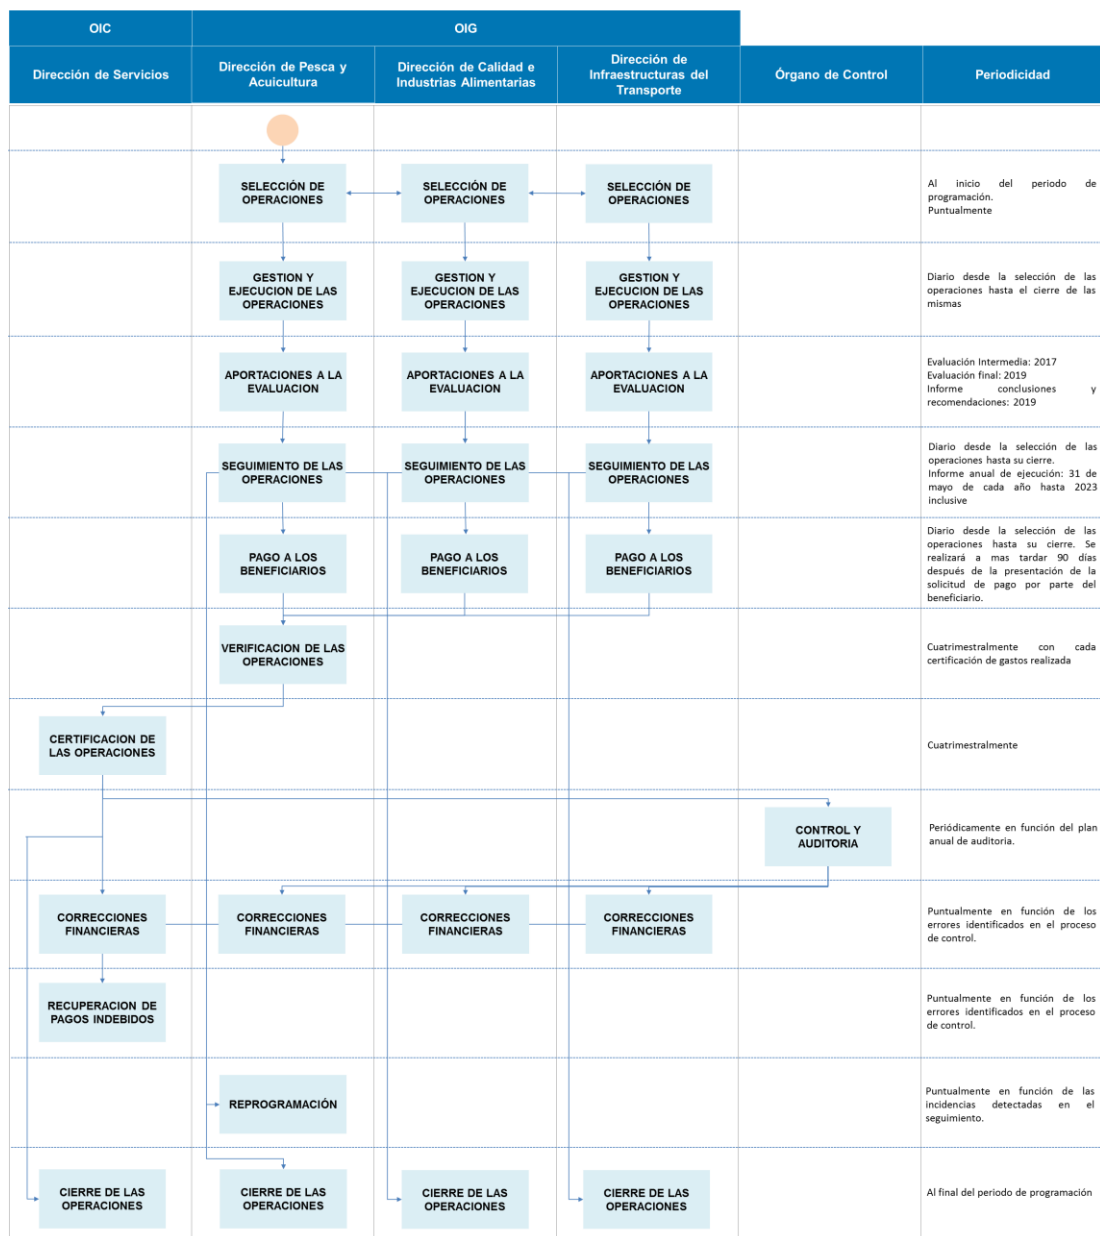 OIC
OIG
Dirección de Servicios
Dirección de Pesca y
Acuicultura
Dirección de Calidad e
Industrias Alimentarias
Dirección de
Infraestructuras del
Transporte
Órgano de Control
Periodicidad
SELECCIÓN DE
OPERACIONES
SELECCIÓN DE
OPERACIONES
SELECCIÓN DE
OPERACIONES
Al inicio del periodo de
programación.
Puntualmente
GESTION Y
EJECUCION DE LAS
OPERACIONES
GESTION Y
EJECUCION DE LAS
OPERACIONES
GESTION Y
EJECUCION DE LAS
OPERACIONES
Diario desde la selección de las
operaciones hasta el cierre de las
mismas
APORTACIONES A LA
EVALUACION
APORTACIONES A LA
EVALUACION
APORTACIONES A LA
EVALUACION
Evaluación Intermedia: 2017
Evaluación final: 2019
Informe conclusiones y
recomendaciones: 2019
SEGUIMIENTO DE LAS
OPERACIONES
SEGUIMIENTO DE LAS
OPERACIONES
SEGUIMIENTO DE LAS
OPERACIONES
Diario desde la selección de las
operaciones hasta su cierre.
Informe anual de ejecución: 31 de
mayo de cada año hasta 2023
inclusive
PAGO A LOS
BENEFICIARIOS
PAGO A LOS
BENEFICIARIOS
PAGO A LOS
BENEFICIARIOS
Diario desde la selección de las
operaciones hasta su cierre. Se
realizará a mas tardar 90 días
después de la presentación de la
solicitud de pago por parte del
beneficiario.
VERIFICACION DE LAS
OPERACIONES
Cuatrimestralmente con cada
certificación de gastos realizada
CERTIFICACION DE
LAS OPERACIONES
Cuatrimestralmente
CONTROL Y
AUDITORIA
Periódicamente en función del plan
anual de auditoria.
CORRECCIONES
FINANCIERAS
CORRECCIONES
FINANCIERAS
CORRECCIONES
FINANCIERAS
CORRECCIONES
FINANCIERAS
Puntualmente en función de los
errores identificados en el proceso
de control.
RECUPERACION DE
PAGOS INDEBIDOS
Puntualmente en función de los
errores identificados en el proceso
de control.
REPROGRAMACIÓN
Puntualmente en función de las
incidencias detectadas en el
seguimiento.
CIERRE DE LAS
OPERACIONES
CIERRE DE LAS
OPERACIONES
CIERRE DE LAS
OPERACIONES
CIERRE DE LAS
OPERACIONES
Al final del periodo de programación